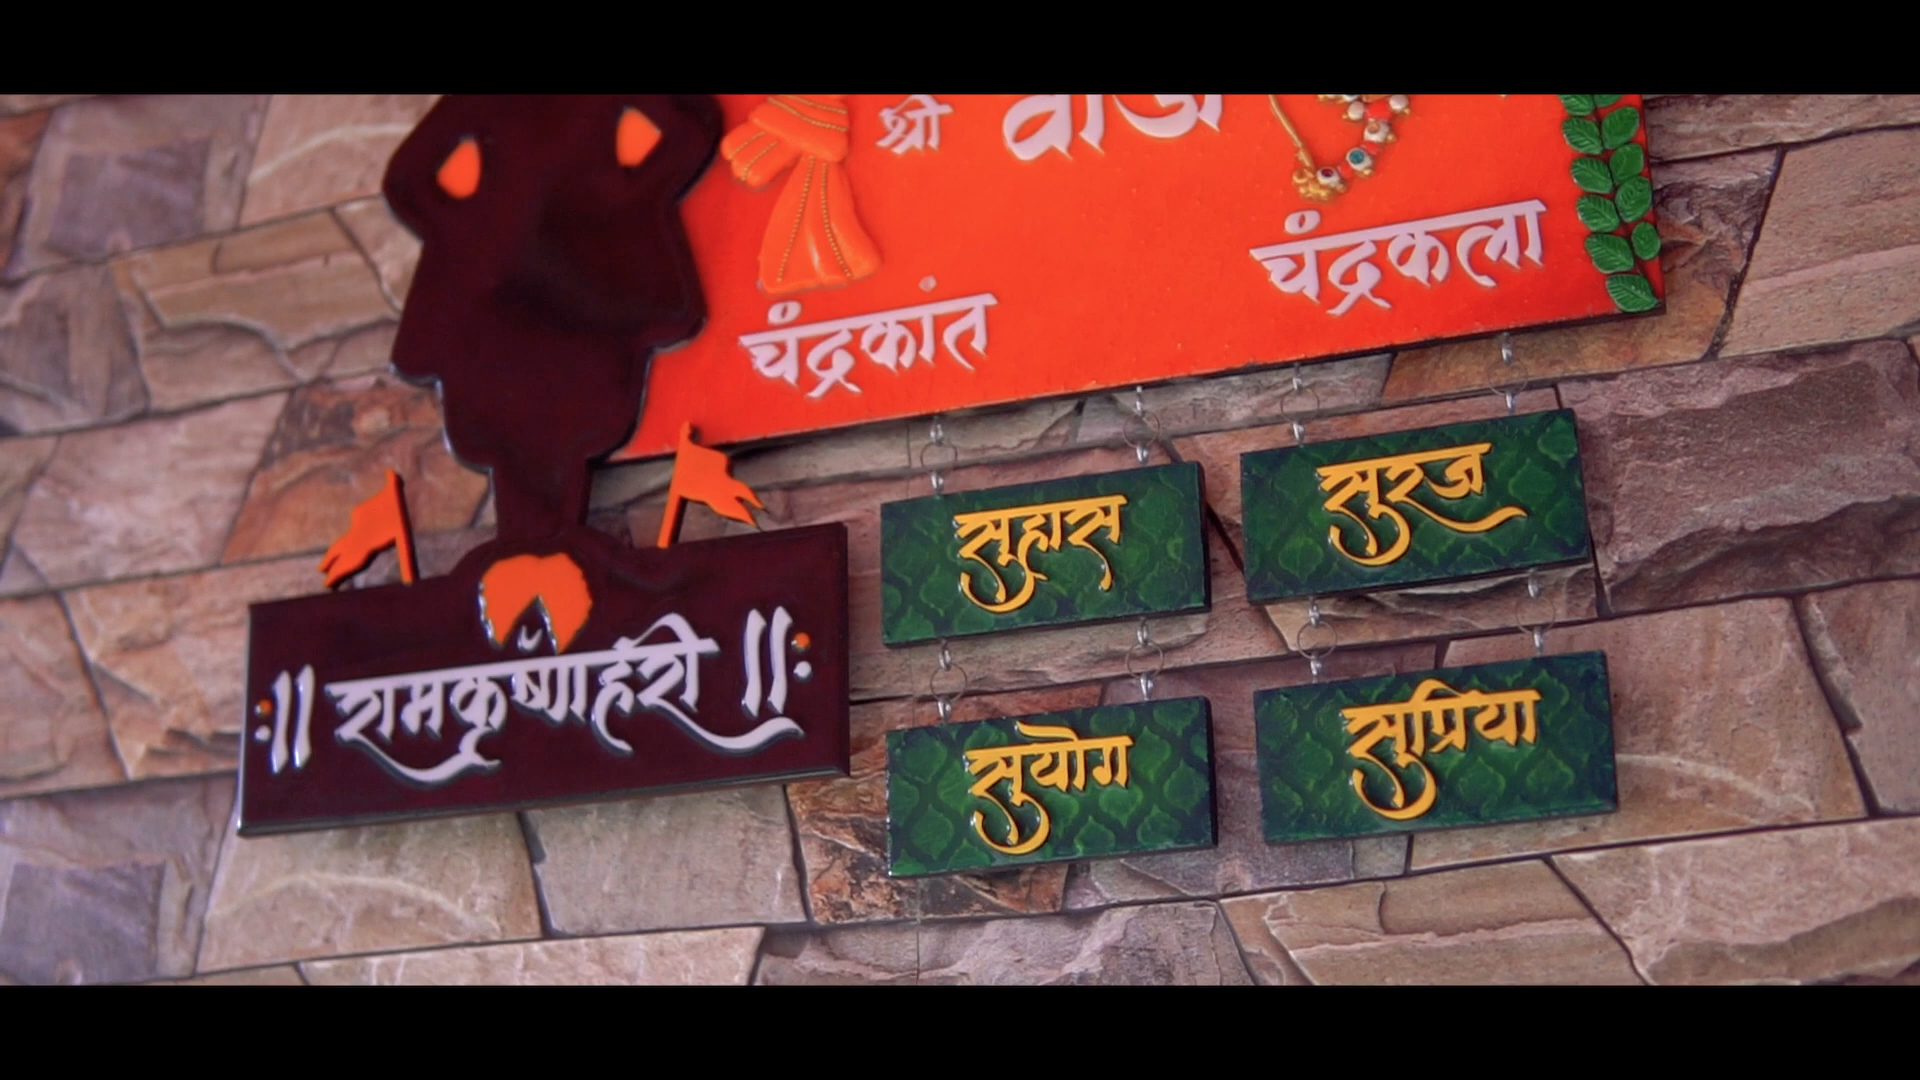 श्री
चंद्रकांत
चंद्रकला
सुहास
सुरज
॥ रामकृष्णहरी ॥
सुयोग
सुप्रिया